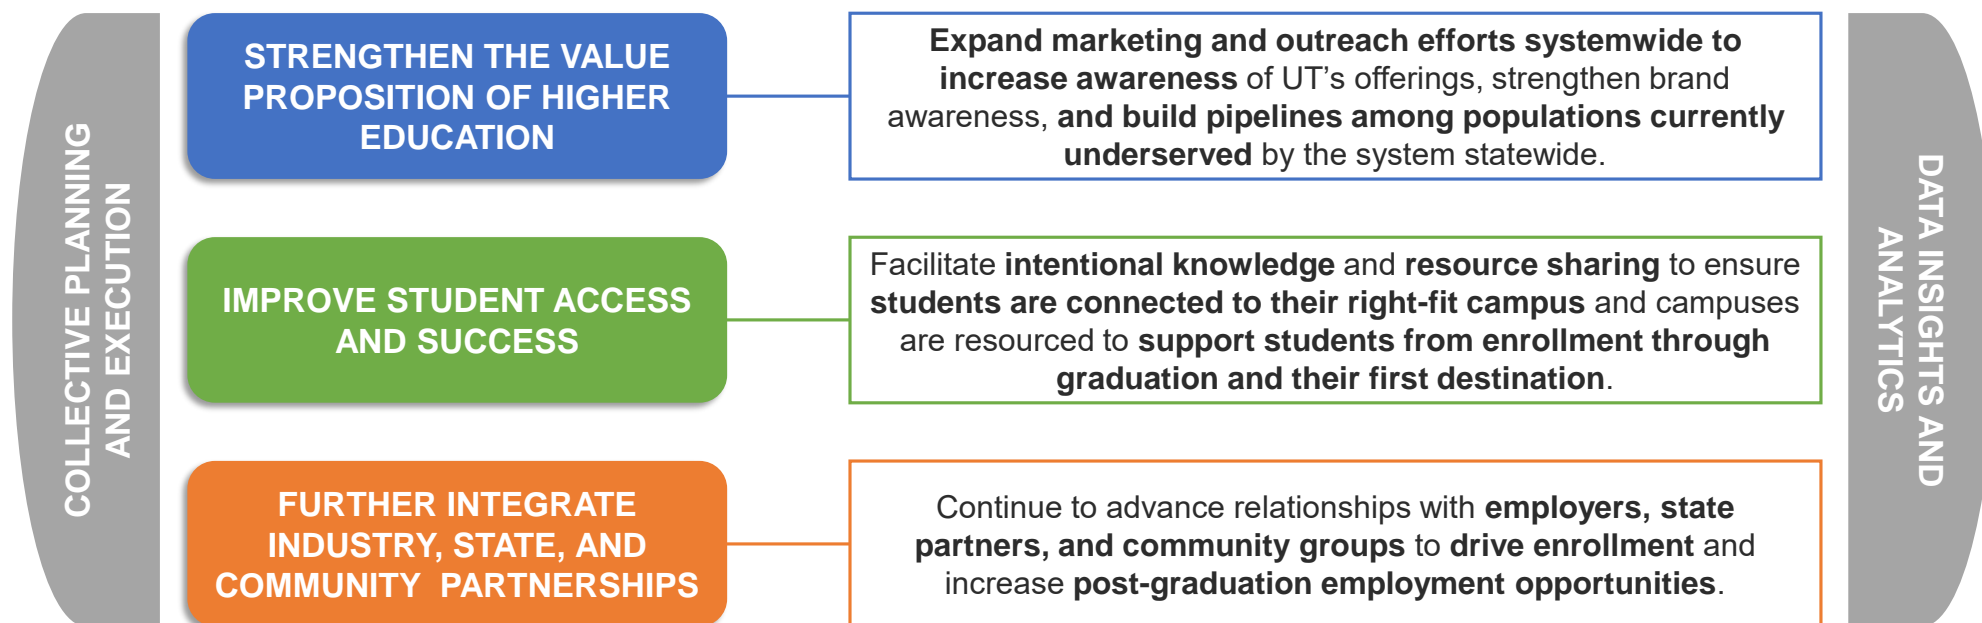 COLLECTIVE PLANNING
AND EXECUTION
STRENGTHEN THE VALUE
PROPOSITION OF HIGHER
EDUCATION
Expand marketing and outreach efforts systemwide to
increase awareness of UT’s offerings, strengthen brand
awareness, and build pipelines among populations currently
underserved by the system statewide.
IMPROVE STUDENT ACCESS
AND SUCCESS
Facilitate intentional knowledge and resource sharing to ensure
students are connected to their right-fit campus and campuses
are resourced to support students from enrollment through
graduation and their first destination.
FURTHER INTEGRATE
INDUSTRY, STATE, AND
COMMUNITY PARTNERSHIPS
Continue to advance relationships with employers, state
partners, and community groups to drive enrollment and
increase post-graduation employment opportunities.
DATA INSIGHTS AND
ANALYTICS